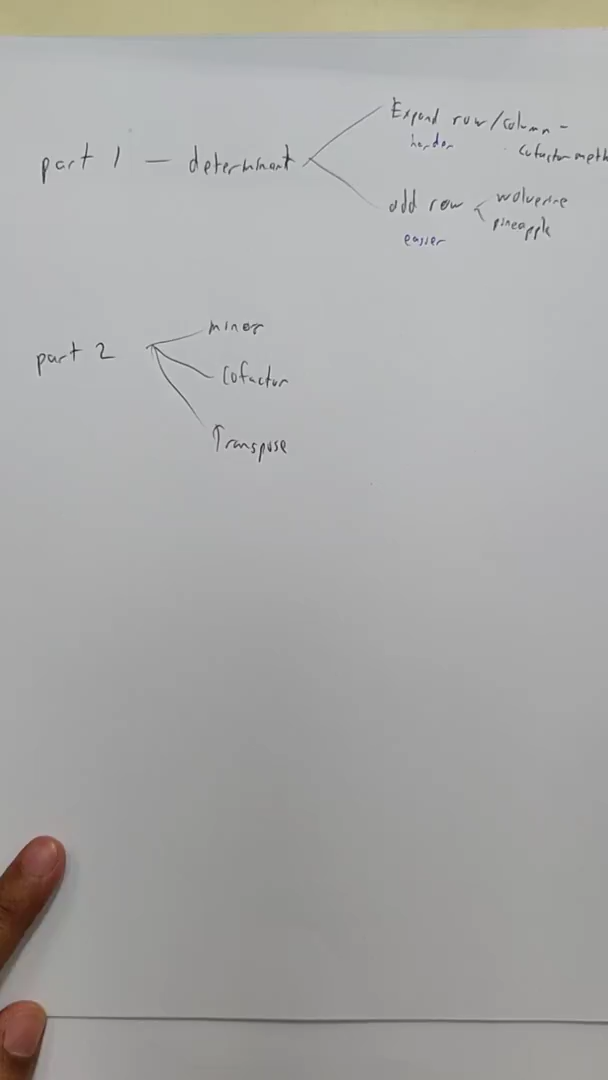 part 1 — determinant
Expand row/column -
harder
cofactor meth
add row < wolverine
pineapple
easier
part 2
minor
Cofactor
Transpose